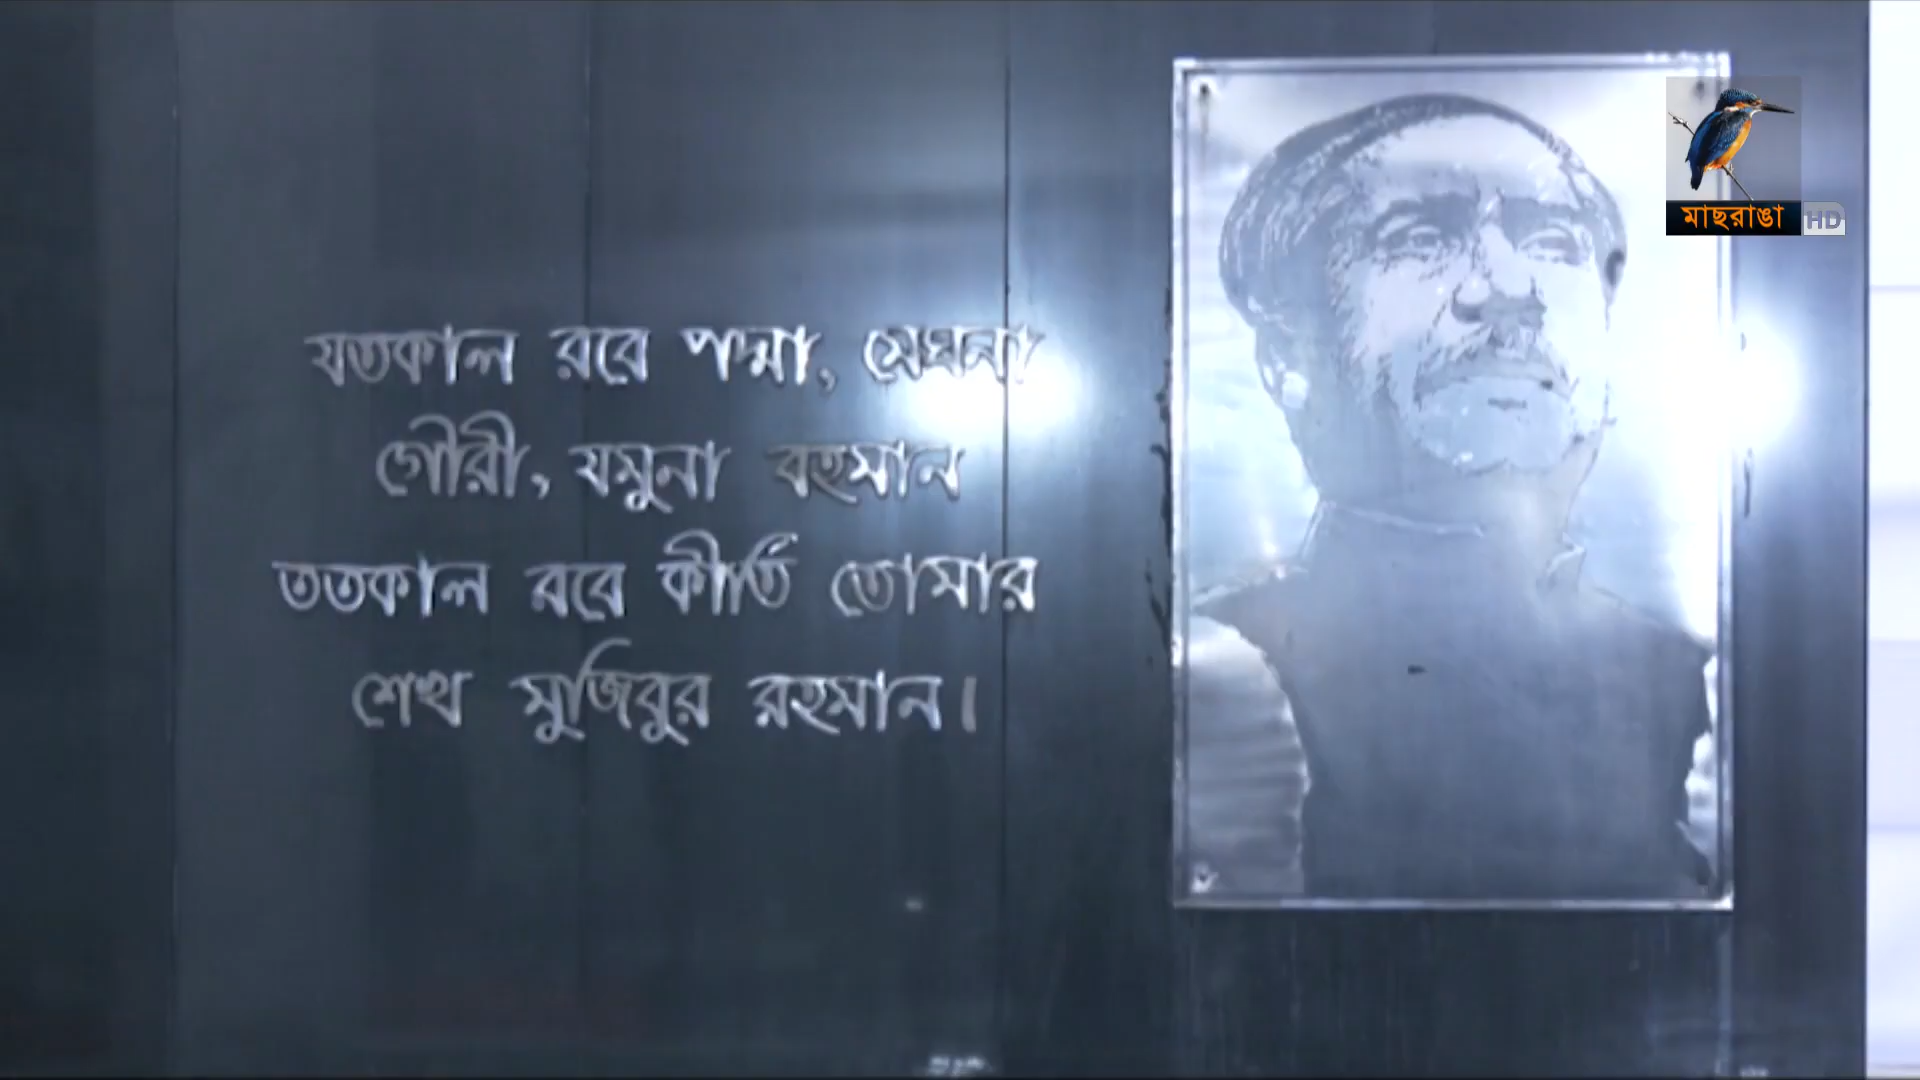 যতকাল রবে পদ্মা, মেঘনা
গৌরী, যমুনা বহমান
ততকাল রবে কীর্তি তোমার
শেখ মুজিবুর রহমান।
মাছরাঙা HD